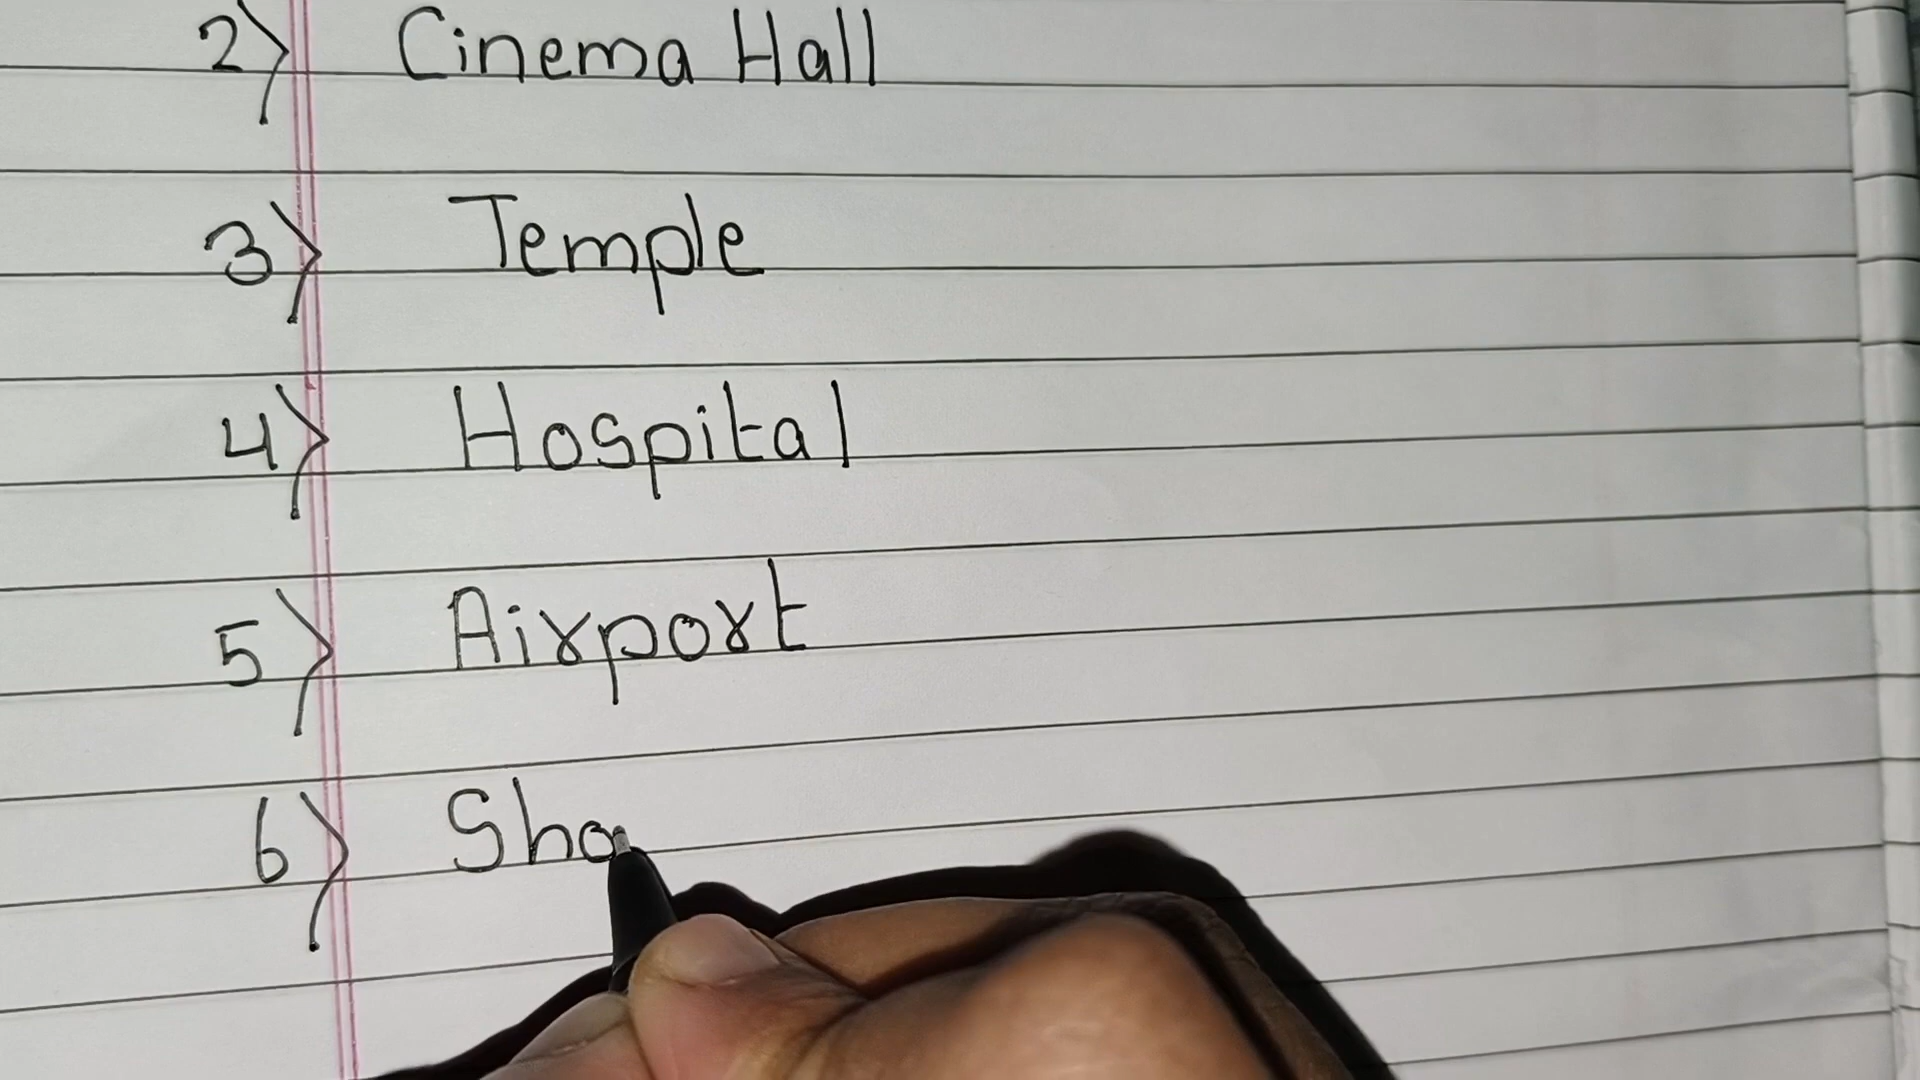 2) Cinema Hall
3) Temple
4) Hospital
5) Airport
6) Sho